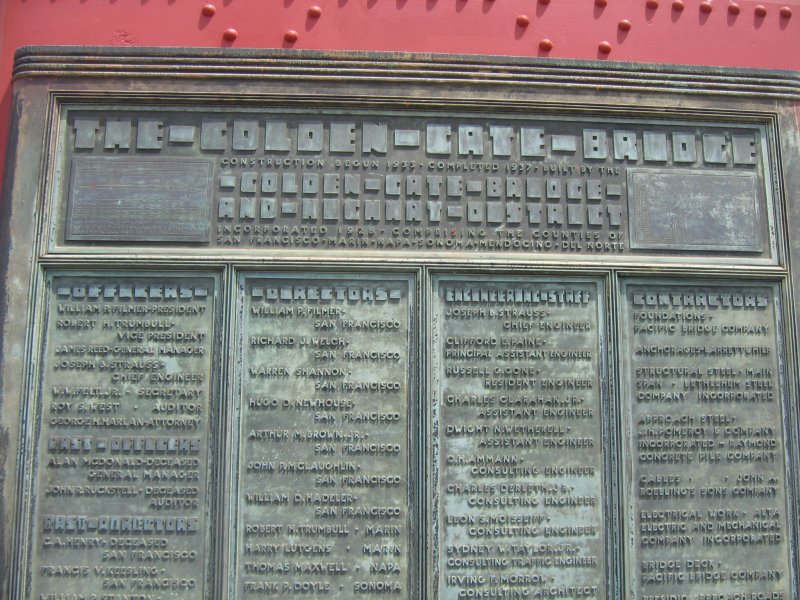 THE-GOLDEN-GATE-BRIDGE
CONSTRUCTION BEGUN 1933 · COMPLETED 1937 · BUILT BY THE
-GOLDEN-GATE-BRIDGE-
AND-HIGHWAY-DISTRICT
INCORPORATED 1928 · COMPRISING THE COUNTIES OF
SAN FRANCISCO · MARIN · NAPA · SONOMA · MENDOCINO · DEL NORTE
-OFFICERS-
WILLIAM P. FILMER · PRESIDENT
ROBERT H. TRUMBULL ·
VICE PRESIDENT
JAMES REED · GENERAL MANAGER
JOSEPH B. STRAUSS ·
CHIEF ENGINEER
W. W. FELT, JR. · SECRETARY
ROY S. WEST · AUDITOR
GEORGE H. HARLAN · ATTORNEY
PAST-OFFICERS
ALAN McDONALD · DECEASED
GENERAL MANAGER
JOHN P. RUCKSTELL · DECEASED
AUDITOR
PAST-DIRECTORS
C. A. HENRY · DECEASED
SAN FRANCISCO
FRANCIS V. KEESLING ·
SAN FRANCISCO
WILLIAM P. STANTON
-DIRECTORS-
WILLIAM P. FILMER ·
SAN FRANCISCO
RICHARD J. WELCH ·
SAN FRANCISCO
WARREN SHANNON ·
SAN FRANCISCO
HUGO D. NEWHOUSE ·
SAN FRANCISCO
ARTHUR M. BROWN, JR. ·
SAN FRANCISCO
JOHN P. McLAUGHLIN ·
SAN FRANCISCO
WILLIAM D. HADELER ·
SAN FRANCISCO
ROBERT H. TRUMBULL · MARIN
HARRY LUTGENS · MARIN
THOMAS MAXWELL · NAPA
FRANK P. DOYLE · SONOMA
ENGINEERING-STAFF
JOSEPH B. STRAUSS ·
CHIEF ENGINEER
CLIFFORD E. PAINE ·
PRINCIPAL ASSISTANT ENGINEER
RUSSELL G. CONE ·
RESIDENT ENGINEER
CHARLES CLARAHAN, JR. ·
ASSISTANT ENGINEER
DWIGHT N. WETHERELL ·
ASSISTANT ENGINEER
O. H. AMMANN ·
CONSULTING ENGINEER
CHARLES DERLETH, JR. ·
CONSULTING ENGINEER
LEON S. MOISSEIFF ·
CONSULTING ENGINEER
SYDNEY W. TAYLOR, JR. ·
CONSULTING TRAFFIC ENGINEER
IRVING F. MORROW ·
CONSULTING ARCHITECT
CONTRACTORS
FOUNDATIONS ·
PACIFIC BRIDGE COMPANY
ANCHORAGES · BARRETT & HILP
STRUCTURAL STEEL · MAIN
SPAN · BETHLEHEM STEEL
COMPANY INCORPORATED
APPROACH STEEL ·
J. H. POMEROY & COMPANY
INCORPORATED · RAYMOND
CONCRETE PILE COMPANY
CABLES · JOHN A.
ROEBLING'S SONS COMPANY
ELECTRICAL WORK · ALTA
ELECTRIC AND MECHANICAL
COMPANY INCORPORATED
BRIDGE DECK ·
PACIFIC BRIDGE COMPANY
PRESIDIO APPROACH ROADS